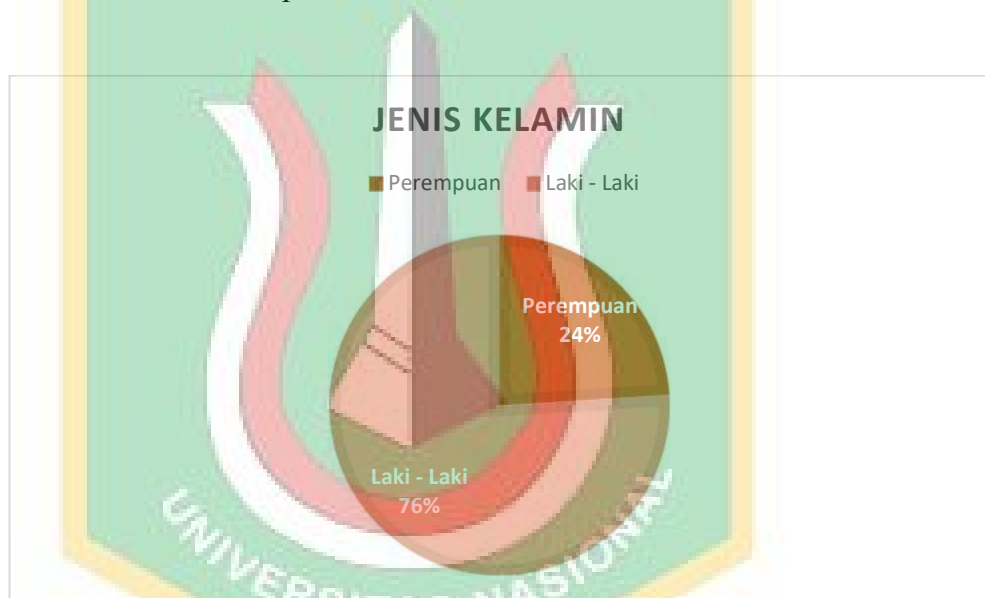 JENIS KELAMIN
Perempuan Laki - Laki
Perempuan
24%
Laki - Laki
76%
UNIVERSITAS NASIONAL